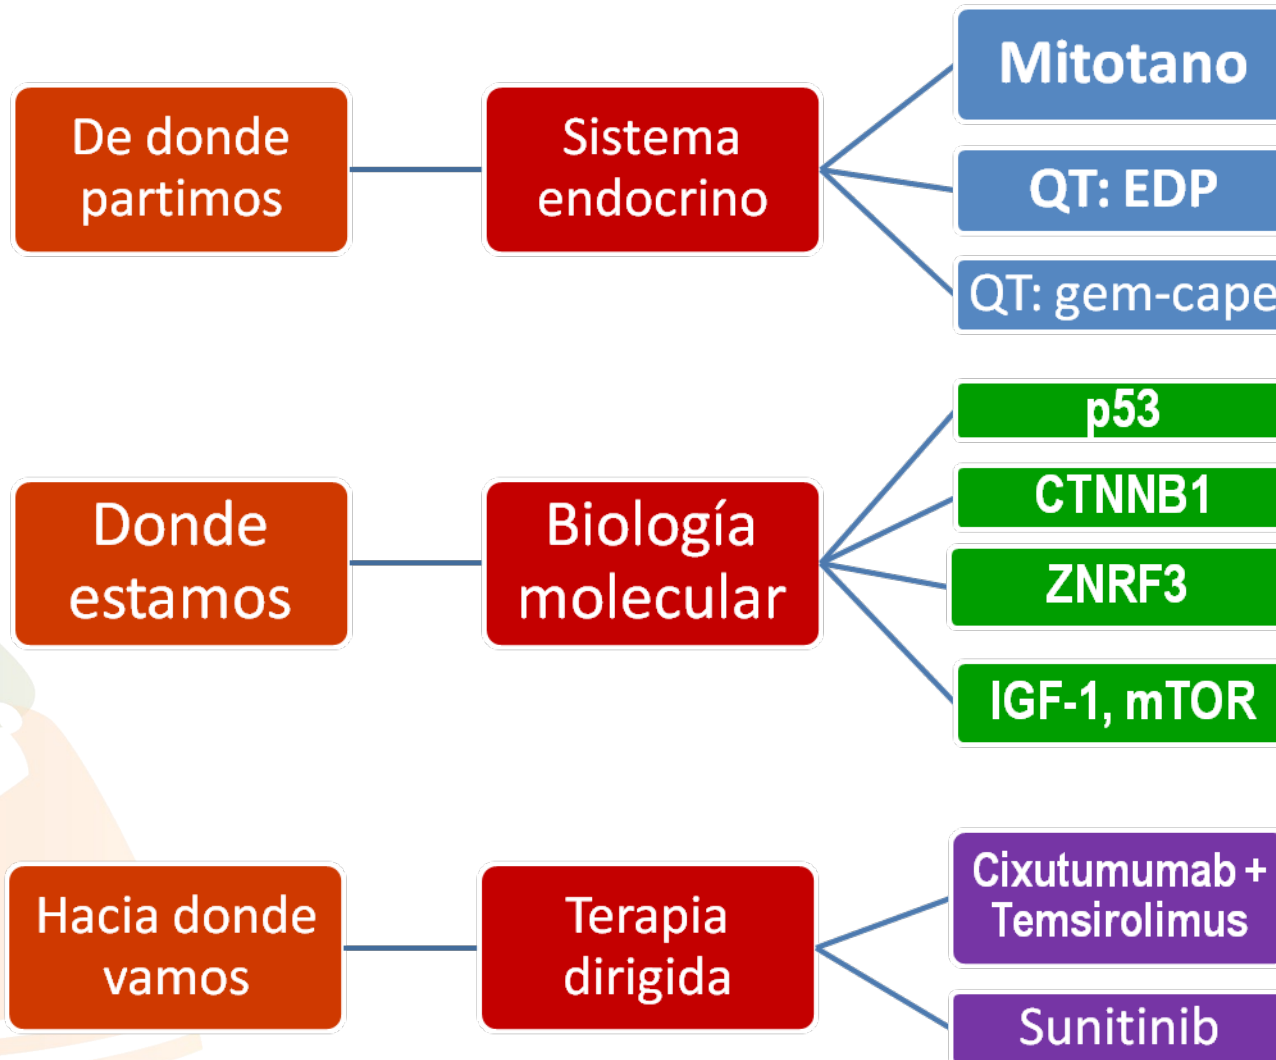 De donde
partimos
Sistema
endocrino
Mitotano
QT: EDP
QT: gem-cape
Donde
estamos
Biología
molecular
p53
CTNNB1
ZNRF3
IGF-1, mTOR
Hacia donde
vamos
Terapia
dirigida
Cixutumumab +
Temsirolimus
Sunitinib